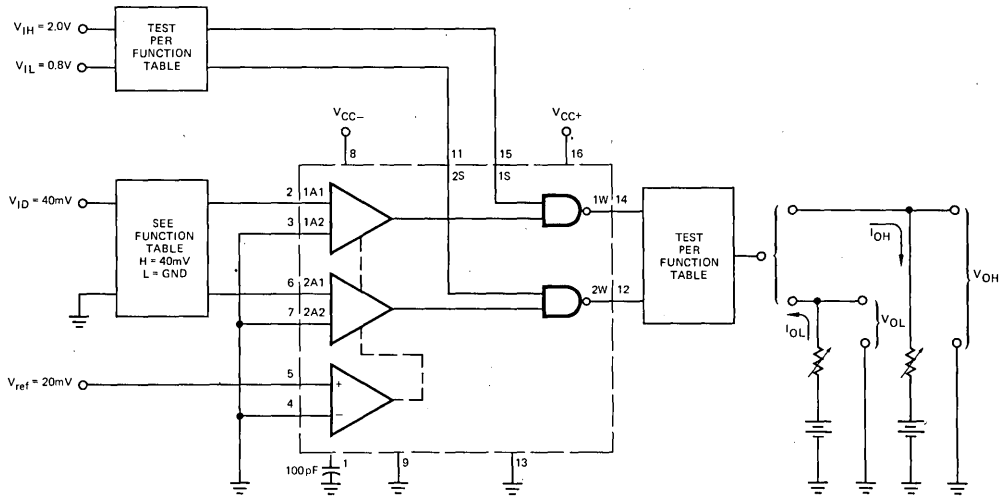 V_IH = 2.0V
V_IL = 0.8V
TEST
PER
FUNCTION
TABLE
V_CC−
V_CC+
8
11
15
16
2S
1S
V_ID = 40mV
SEE
FUNCTION
TABLE
H = 40mV
L = GND
2 1A1
3 1A2
6 2A1
7 2A2
1W 14
2W 12
TEST
PER
FUNCTION
TABLE
I_OH
V_OH
I_OL
V_OL
V_ref = 20mV
5 +
4 −
100pF
1
9
13